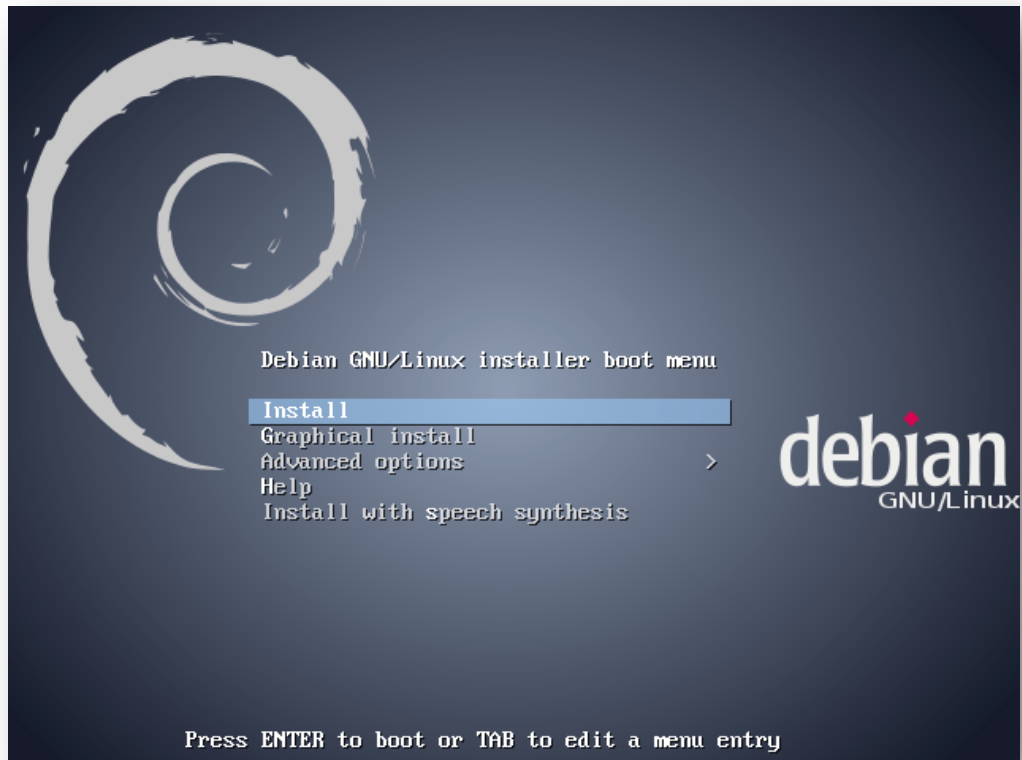 Debian GNU/Linux installer boot menu
Install
Graphical install
Advanced options >
Help
Install with speech synthesis
debian
GNU/Linux
Press ENTER to boot or TAB to edit a menu entry